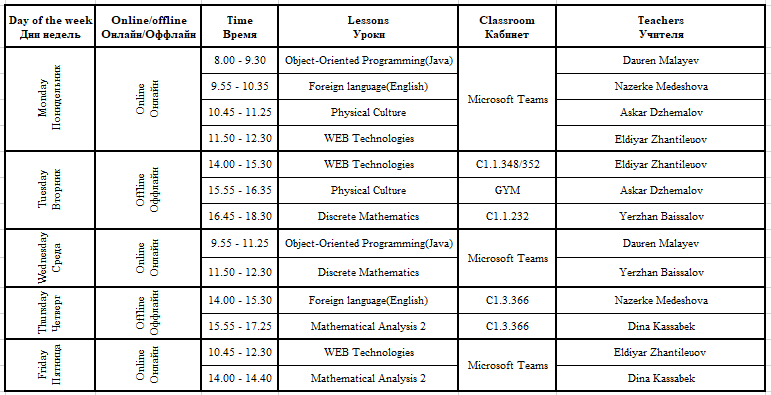 Day of the week Online/offline Time Lessons Classroom Teachers
Дни недель Онлайн/Оффлайн Время Уроки Кабинет Учителя
Monday
Понидельник
Online
Онлайн
8.00 - 9.30 Object-Oriented Programming(Java) Dauren Malayev
9.55 - 10.35 Foreign language(English) Nazerke Medeshova
Microsoft Teams
10.45 - 11.25 Physical Culture Askar Dzhemalov
11.50 - 12.30 WEB Technologies Eldiyar Zhantileuov
Tuesday
Вторник
Offline
Оффлайн
14.00 - 15.30 WEB Technologies C1.1.348/352 Eldiyar Zhantileuov
15.55 - 16.35 Physical Culture GYM Askar Dzhemalov
16.45 - 18.30 Discrete Mathematics C1.1.232 Yerzhan Baissalov
Wednesday
Среда
Online
Онлайн
9.55 - 11.25 Object-Oriented Programming(Java) Dauren Malayev
Microsoft Teams
11.50 - 12.30 Discrete Mathematics Yerzhan Baissalov
Thursday
Четверг
Offline
Оффлайн
14.00 - 15.30 Foreign language(English) C1.3.366 Nazerke Medeshova
15.55 - 17.25 Mathematical Analysis 2 C1.3.366 Dina Kassabek
Friday
Пятница
Online
Онлайн
10.45 - 12.30 WEB Technologies Eldiyar Zhantileuov
Microsoft Teams
14.00 - 14.40 Mathematical Analysis 2 Dina Kassabek